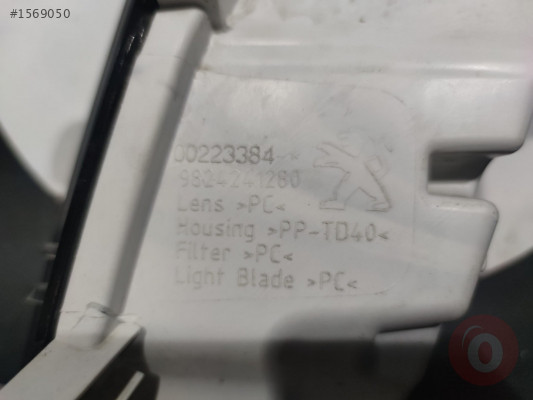 #1569050
00223384
9824241280
Lens >PC<
Housing >PP-TD40<
Filter >PC<
Light Blade >PC<